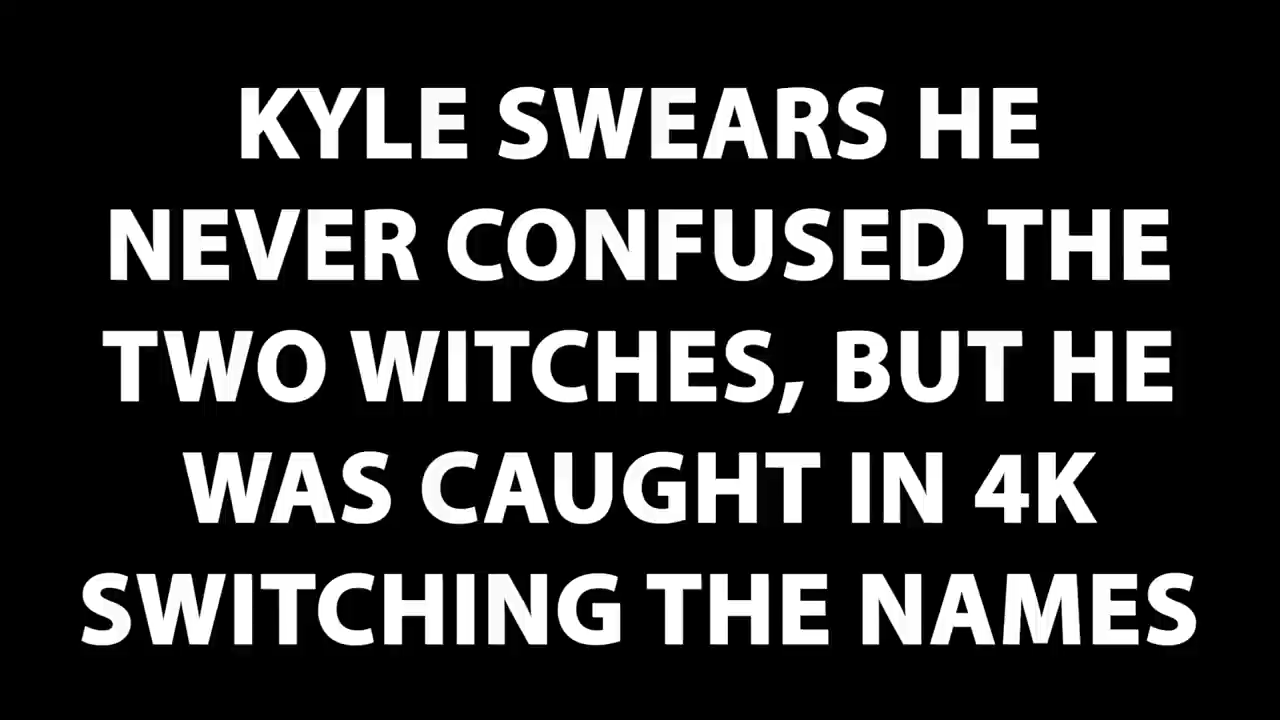 KYLE SWEARS HE
NEVER CONFUSED THE
TWO WITCHES, BUT HE
WAS CAUGHT IN 4K
SWITCHING THE NAMES